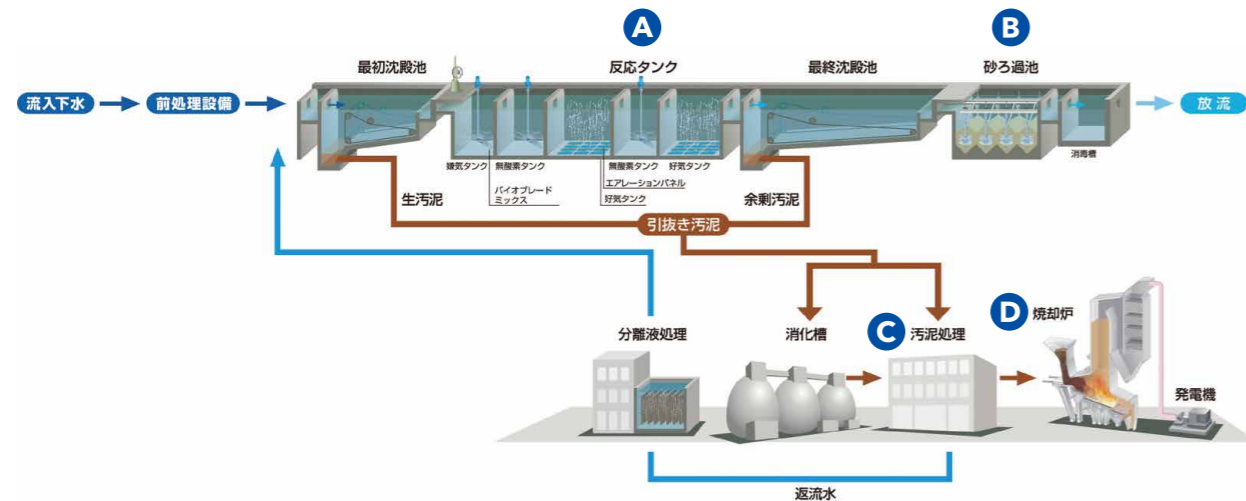 A
B
最初沈殿池
反応タンク
最終沈殿池
砂ろ過池
流入下水
前処理設備
放流
嫌気タンク
無酸素タンク
無酸素タンク
好気タンク
消毒槽
バイオブレード
ミックス
エアレーションパネル
好気タンク
生汚泥
余剰汚泥
引抜き汚泥
分離液処理
消化槽
C
汚泥処理
D
焼却炉
発電機
返流水